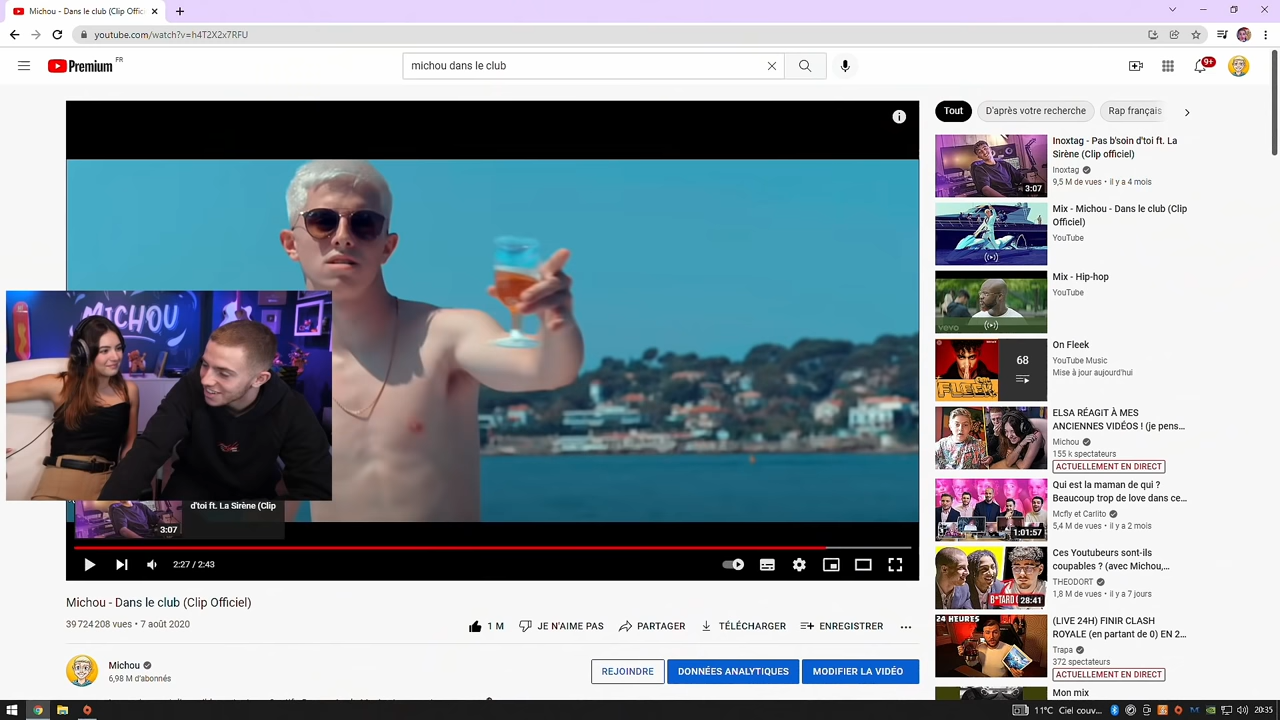 Michou - Dans le club (Clip Offic
youtube.com/watch?v=h4T2X2x7RFU
Premium FR
michou dans le club
9+
MICHOU
d'toi ft. La Sirène (Clip
3:07
2:27 / 2:43
Michou - Dans le club (Clip Officiel)
39 724 208 vues • 7 août 2020
1 M
JE N'AIME PAS
PARTAGER
TÉLÉCHARGER
ENREGISTRER
Michou
6,98 M d'abonnés
REJOINDRE
DONNÉES ANALYTIQUES
MODIFIER LA VIDÉO
Tout
D'après votre recherche
Rap français
3:07
Inoxtag - Pas b'soin d'toi ft. La
Sirène (Clip officiel)
Inoxtag
9,5 M de vues • il y a 4 mois
Mix - Michou - Dans le club (Clip
Officiel)
YouTube
vevo
Mix - Hip-hop
YouTube
FLEEK
68
On Fleek
YouTube Music
Mise à jour aujourd'hui
ELSA RÉAGIT À MES
ANCIENNES VIDÉOS ! (je pens...
Michou
155 k spectateurs
ACTUELLEMENT EN DIRECT
1:01:57
Qui est la maman de qui ?
Beaucoup trop de love dans ce...
Mcfly et Carlito
5,4 M de vues • il y a 2 mois
B*TARD
28:41
Ces Youtubeurs sont-ils
coupables ? (avec Michou,...
THEODORT
1,8 M de vues • il y a 7 jours
24 HEURES
(LIVE 24H) FINIR CLASH
ROYALE (en partant de 0) EN 2...
Trapa
372 spectateurs
ACTUELLEMENT EN DIRECT
Mon mix
11°C Ciel couv... 20:35